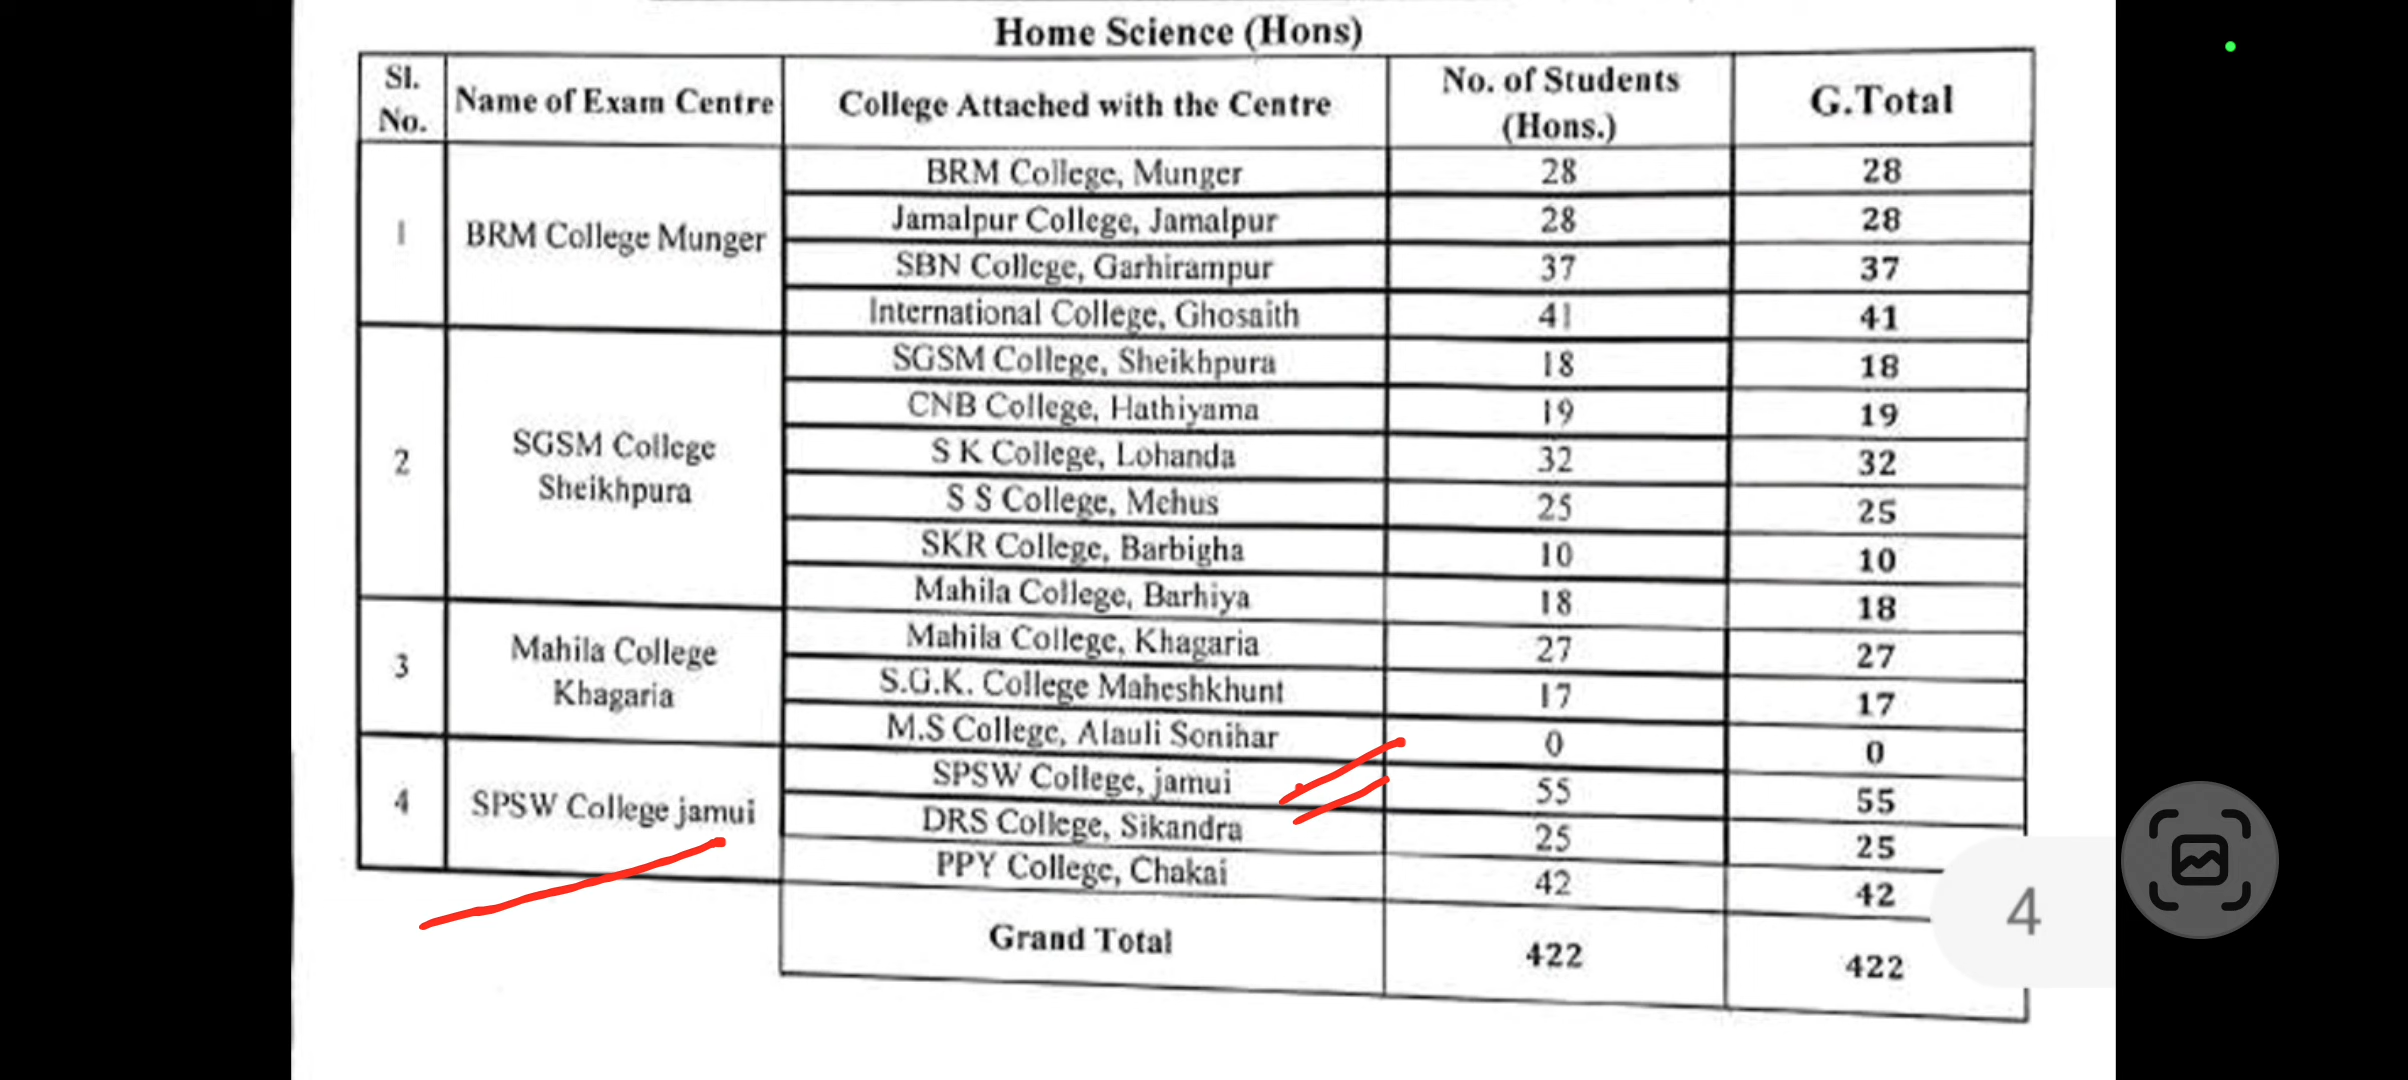 Home Science (Hons)
Sl. No. Name of Exam Centre College Attached with the Centre No. of Students (Hons.) G.Total
1 BRM College Munger BRM College, Munger 28 28
Jamalpur College, Jamalpur 28 28
SBN College, Garhirampur 37 37
International College, Ghosaith 41 41
2 SGSM College Sheikhpura SGSM College, Sheikhpura 18 18
CNB College, Hathiyama 19 19
S K College, Lohanda 32 32
S S College, Mehus 25 25
SKR College, Barbigha 10 10
Mahila College, Barhiya 18 18
3 Mahila College Khagaria Mahila College, Khagaria 27 27
S.G.K. College Maheshkhunt 17 17
M.S College, Alauli Sonihar 0 0
4 SPSW College jamui SPSW College, jamui 55 55
DRS College, Sikandra 25 25
PPY College, Chakai 42 42
Grand Total 422 422
4